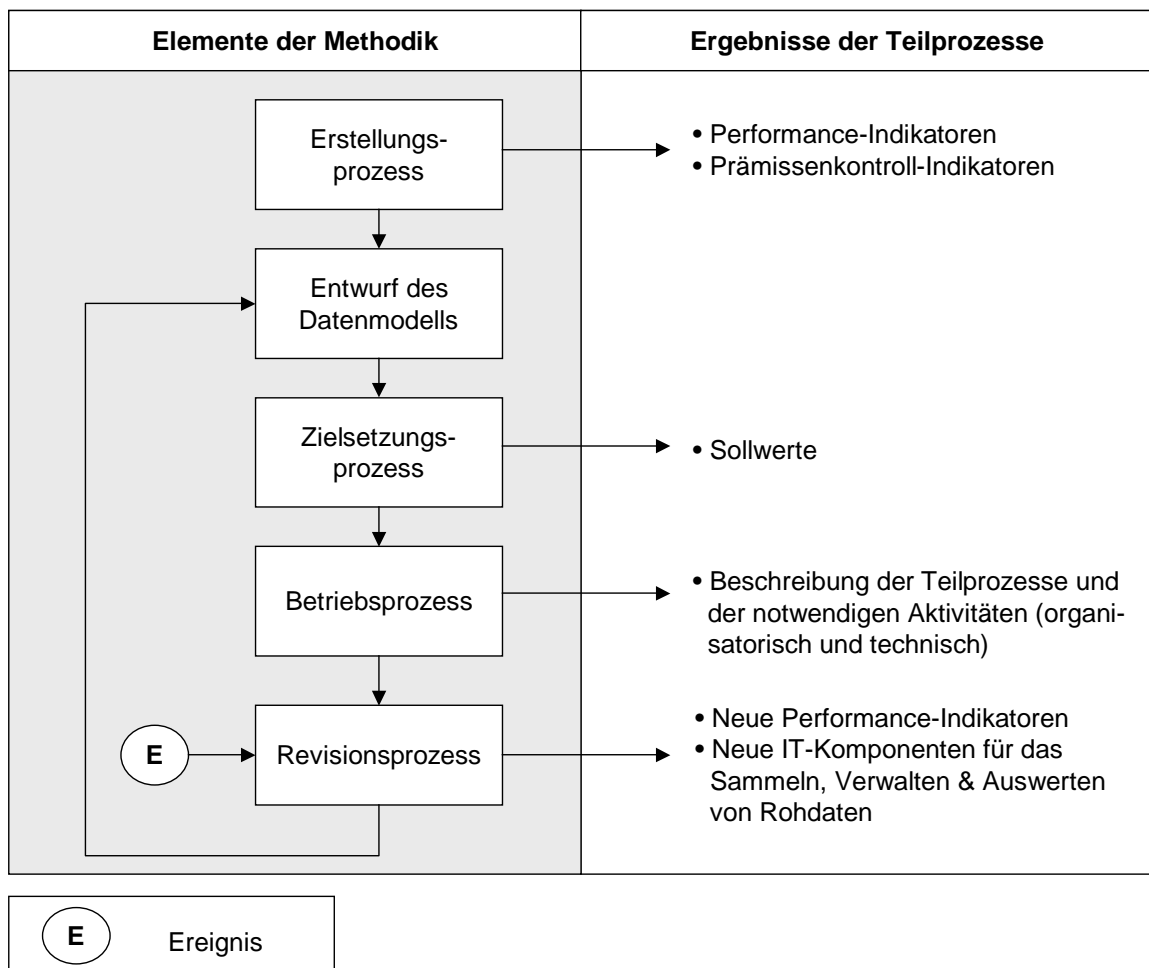 Elemente der Methodik
Ergebnisse der Teilprozesse
Erstellungs-
prozess
• Performance-Indikatoren
• Prämissenkontroll-Indikatoren
Entwurf des
Datenmodells
Zielsetzungs-
prozess
• Sollwerte
Betriebsprozess
• Beschreibung der Teilprozesse und
der notwendigen Aktivitäten (organi-
satorisch und technisch)
E
Revisionsprozess
• Neue Performance-Indikatoren
• Neue IT-Komponenten für das
Sammeln, Verwalten & Auswerten
von Rohdaten
E
Ereignis